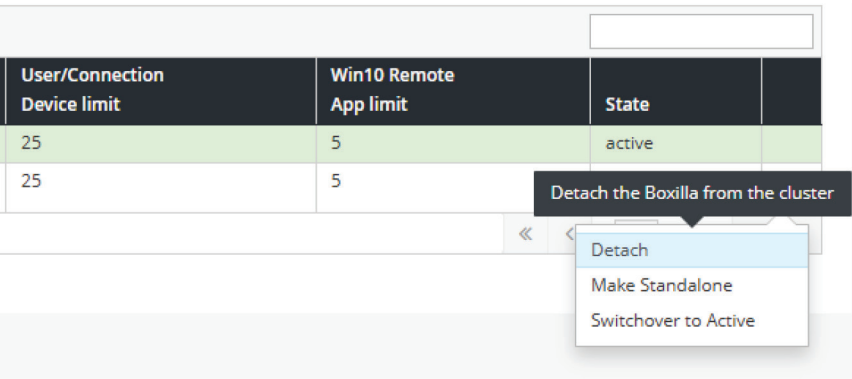 User/Connection
Device limit
Win10 Remote
App limit
State
25 5 active
25 5
Detach the Boxilla from the cluster
Detach
Make Standalone
Switchover to Active